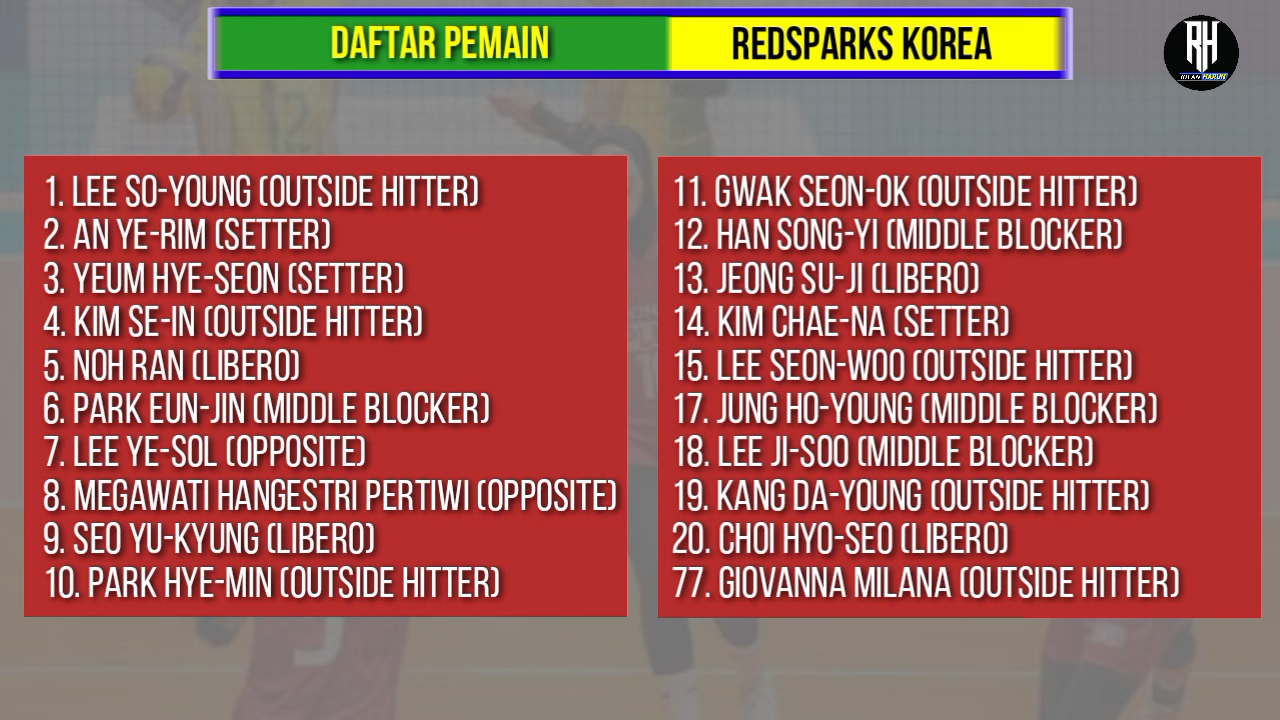 DAFTAR PEMAIN
REDSPARKS KOREA
RH
1. LEE SO-YOUNG (OUTSIDE HITTER)
2. AN YE-RIM (SETTER)
3. YEUM HYE-SEON (SETTER)
4. KIM SE-IN (OUTSIDE HITTER)
5. NOH RAN (LIBERO)
6. PARK EUN-JIN (MIDDLE BLOCKER)
7. LEE YE-SOL (OPPOSITE)
8. MEGAWATI HANGESTRI PERTIWI (OPPOSITE)
9. SEO YU-KYUNG (LIBERO)
10. PARK HYE-MIN (OUTSIDE HITTER)
11. GWAK SEON-OK (OUTSIDE HITTER)
12. HAN SONG-YI (MIDDLE BLOCKER)
13. JEONG SU-JI (LIBERO)
14. KIM CHAE-NA (SETTER)
15. LEE SEON-WOO (OUTSIDE HITTER)
17. JUNG HO-YOUNG (MIDDLE BLOCKER)
18. LEE JI-SOO (MIDDLE BLOCKER)
19. KANG DA-YOUNG (OUTSIDE HITTER)
20. CHOI HYO-SEO (LIBERO)
77. GIOVANNA MILANA (OUTSIDE HITTER)